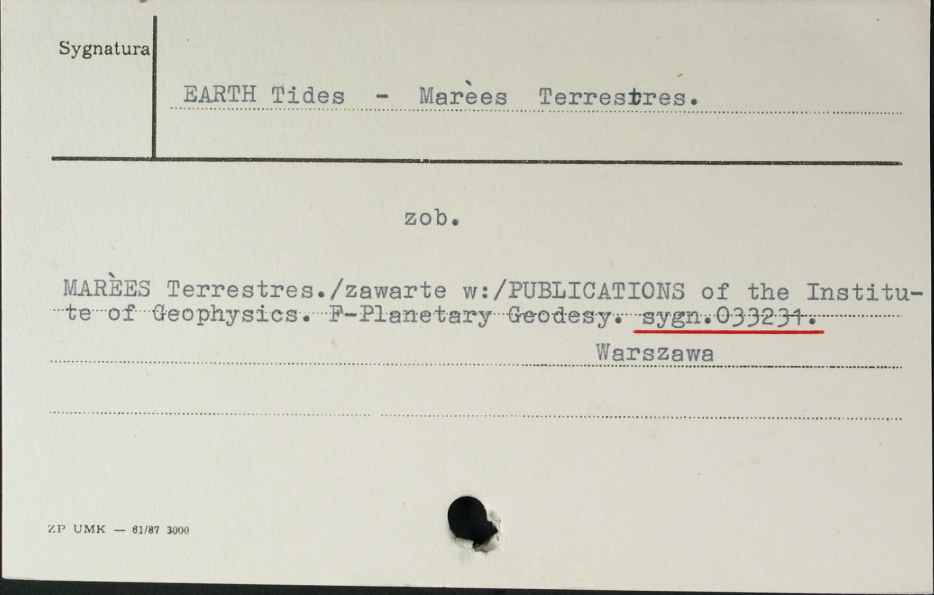 Sygnatura
EARTH Tides - Marèes Terrestres.
zob.
MARÈES Terrestres./zawarte w:/PUBLICATIONS of the Institu-
te of Geophysics. F-Planetary Geodesy. sygn.033231.
Warszawa
ZP UMK — 61/87 3000